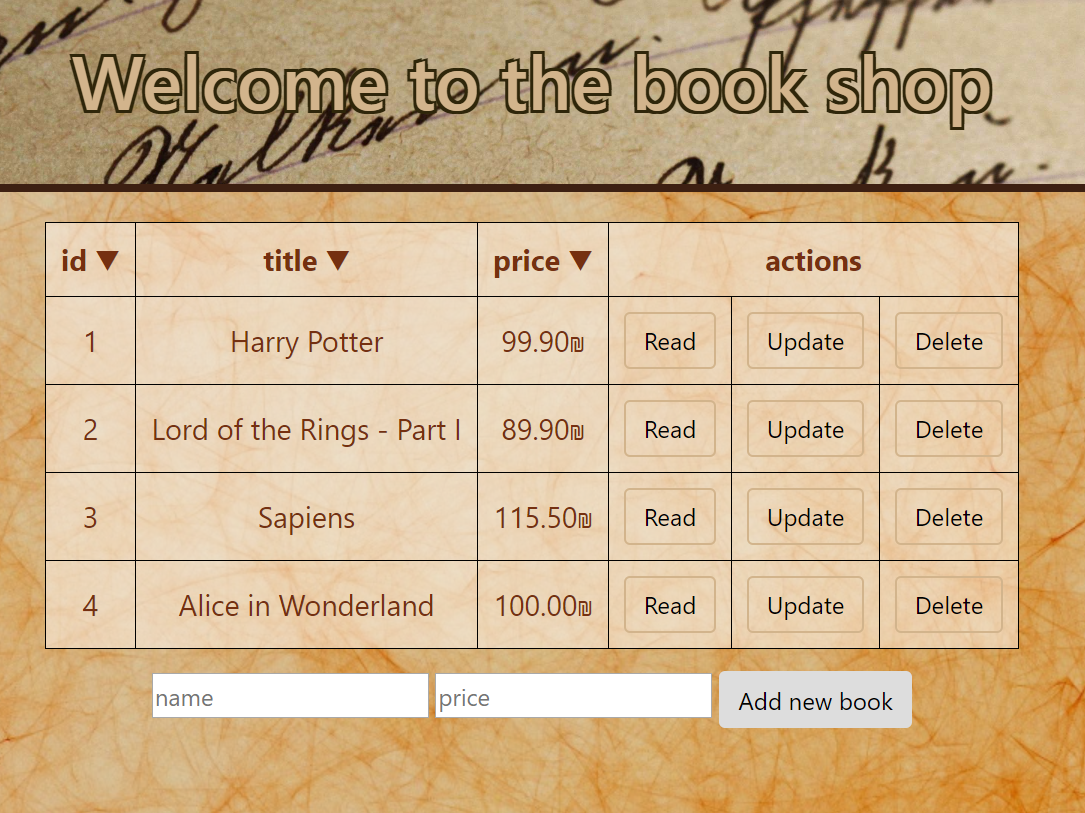 Welcome to the book shop
id ▼ title ▼ price ▼ actions
1 Harry Potter 99.90₪ Read Update Delete
2 Lord of the Rings - Part I 89.90₪ Read Update Delete
3 Sapiens 115.50₪ Read Update Delete
4 Alice in Wonderland 100.00₪ Read Update Delete
name price Add new book